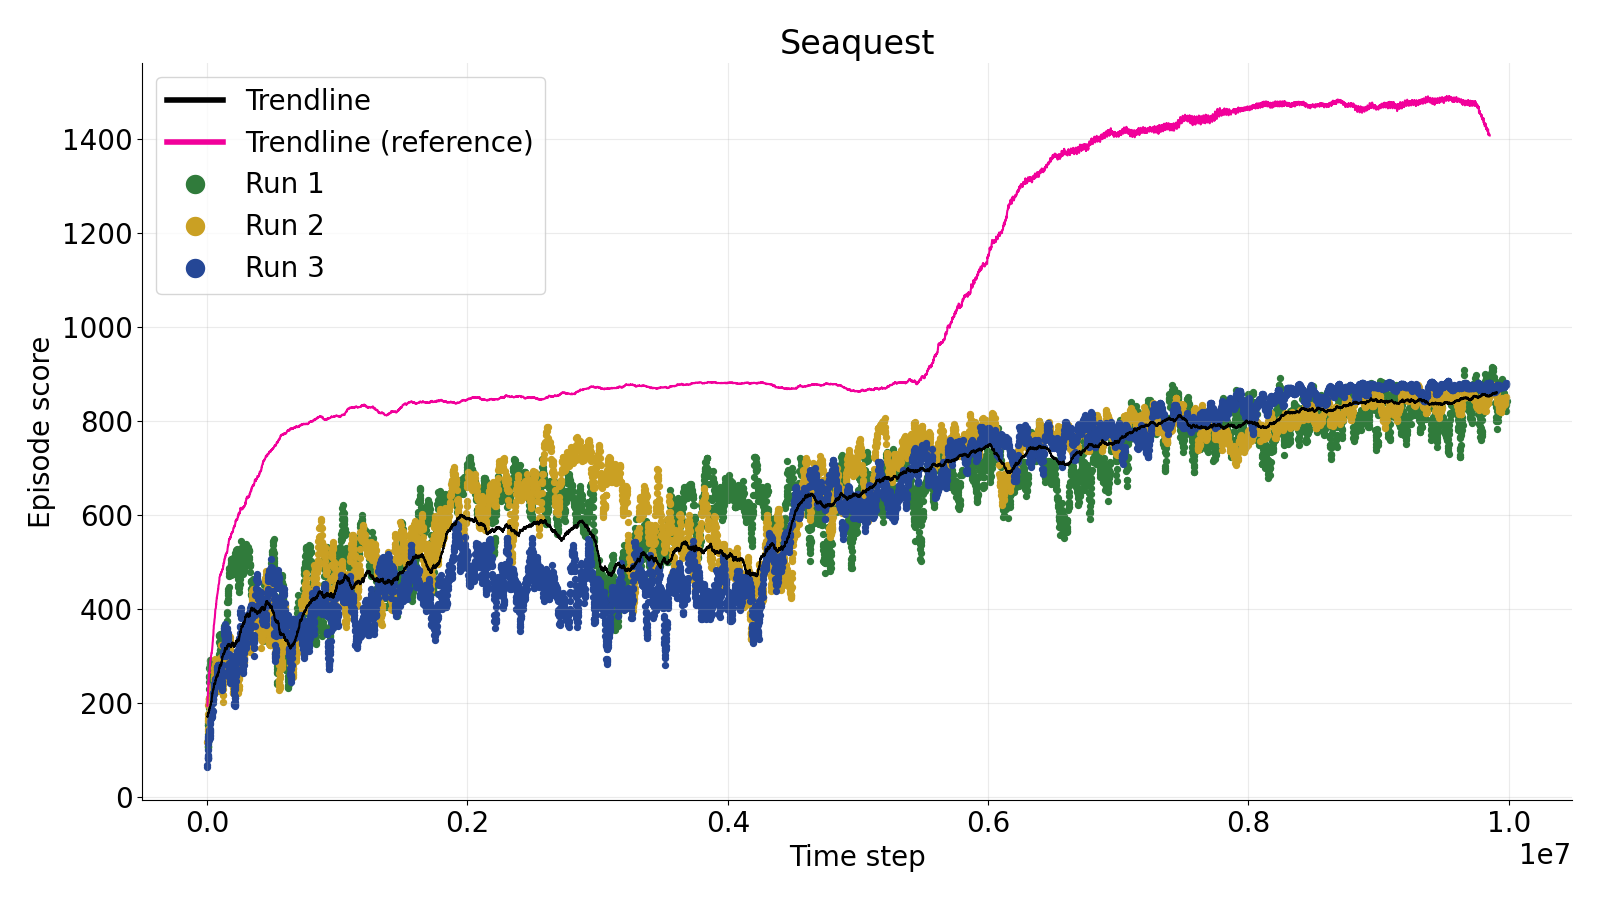 Seaquest
Trendline
Trendline (reference)
Run 1
Run 2
Run 3
Episode score
1400
1200
1000
800
600
400
200
0
0.0 0.2 0.4 0.6 0.8 1.0
1e7
Time step